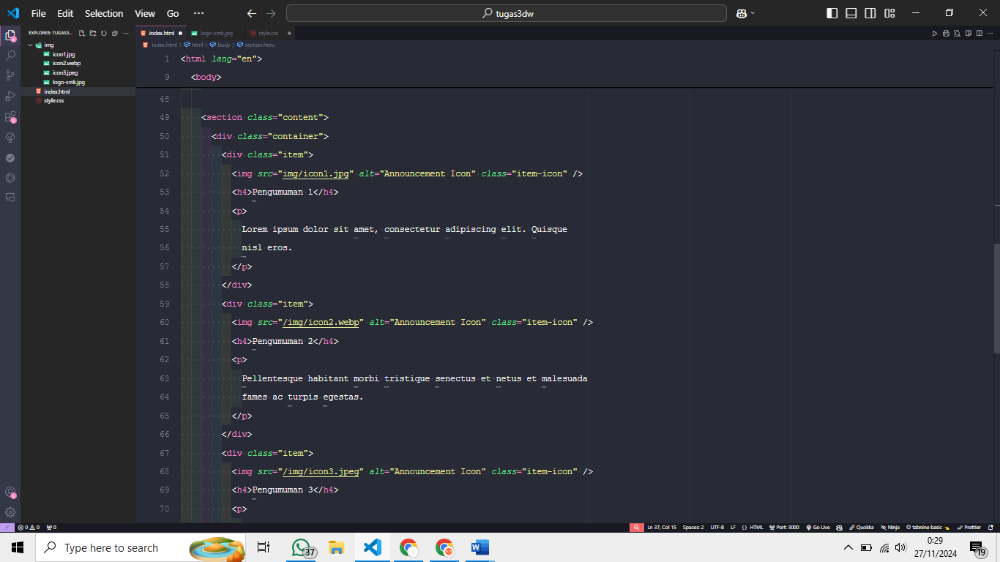 File Edit Selection View Go ··· tugas3dw
EXPLORER: TUGAS3... index.html logo-smk.jpg style.css
img
icon1.jpg
icon2.webp
icon3.jpeg
logo-smk.jpg
index.html
style.css
index.html > html > body > section.hero
1 <html lang="en">
9 <body>
48
49 <section class="content">
50 <div class="container">
51 <div class="item">
52 <img src="img/icon1.jpg" alt="Announcement Icon" class="item-icon" />
53 <h4>Pengumuman 1</h4>
54 <p>
55 Lorem ipsum dolor sit amet, consectetur adipiscing elit. Quisque
56 nisl eros.
57 </p>
58 </div>
59 <div class="item">
60 <img src="/img/icon2.webp" alt="Announcement Icon" class="item-icon" />
61 <h4>Pengumuman 2</h4>
62 <p>
63 Pellentesque habitant morbi tristique senectus et netus et malesuada
64 fames ac turpis egestas.
65 </p>
66 </div>
67 <div class="item">
68 <img src="/img/icon3.jpeg" alt="Announcement Icon" class="item-icon" />
69 <h4>Pengumuman 3</h4>
70 <p>
0 0 0 Ln 37, Col 15 Spaces: 2 UTF-8 LF {} HTML Port: 3000 Go Live Quokka Ninja tabnine basic Prettier
Type here to search 37 0:29
27/11/2024 19